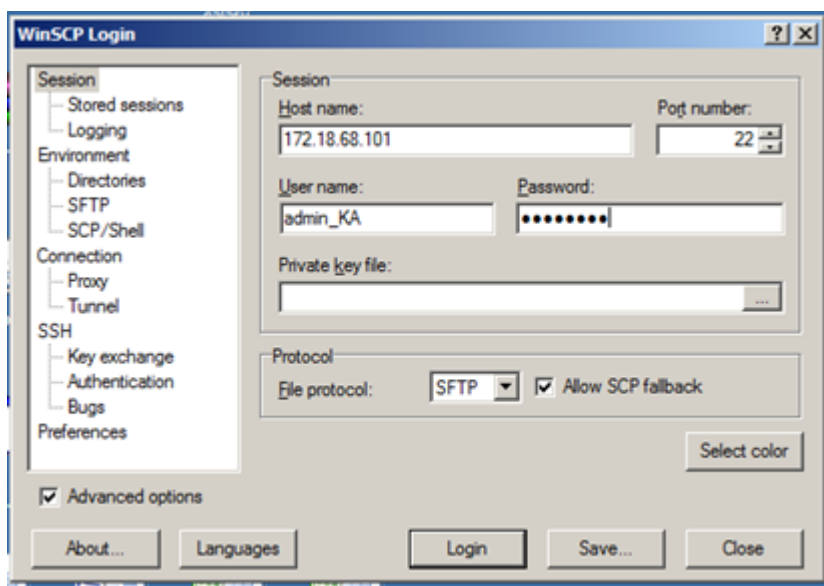 WinSCP Login
Session
Stored sessions
Logging
Environment
Directories
SFTP
SCP/Shell
Connection
Proxy
Tunnel
SSH
Key exchange
Authentication
Bugs
Preferences
Advanced options
Session
Host name: Port number:
172.18.68.101 22
User name: Password:
admin_KA ●●●●●●●●
Private key file:
...
Protocol
File protocol: SFTP Allow SCP fallback
Select color
About... Languages Login Save... Close